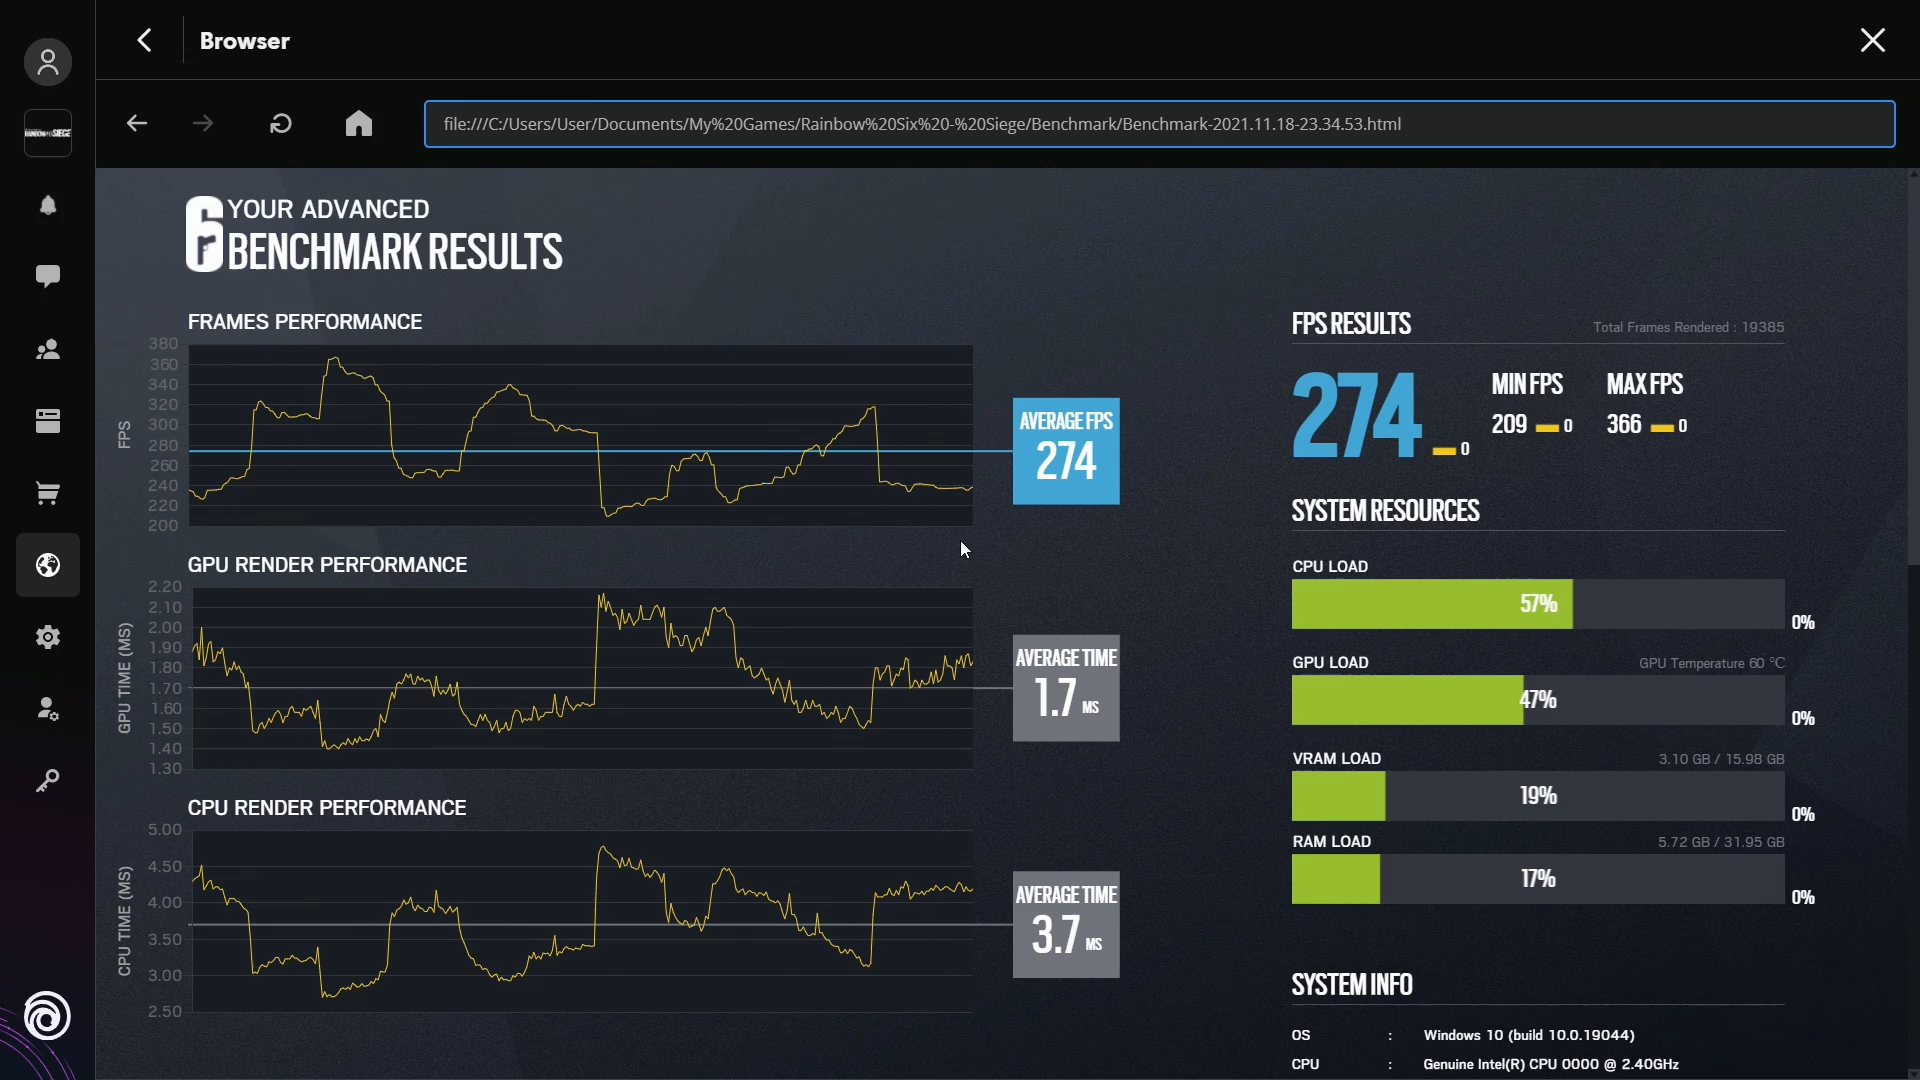 Browser
SIEGE
file:///C:/Users/User/Documents/My%20Games/Rainbow%20Six%20-%20Siege/Benchmark/Benchmark-2021.11.18-23.34.53.html
YOUR ADVANCED
BENCHMARK RESULTS
FRAMES PERFORMANCE
FPS
380
360
340
320
300
280
260
240
220
200
AVERAGE FPS
274
GPU RENDER PERFORMANCE
GPU TIME (MS)
2.20
2.10
2.00
1.90
1.80
1.70
1.60
1.50
1.40
1.30
AVERAGE TIME
1.7 MS
CPU RENDER PERFORMANCE
CPU TIME (MS)
5.00
4.50
4.00
3.50
3.00
2.50
AVERAGE TIME
3.7 MS
FPS RESULTS
Total Frames Rendered : 19385
274 0
MIN FPS
209 0
MAX FPS
366 0
SYSTEM RESOURCES
CPU LOAD
57%
0%
GPU LOAD
GPU Temperature 60 °C
47%
0%
VRAM LOAD
3.10 GB / 15.98 GB
19%
0%
RAM LOAD
5.72 GB / 31.95 GB
17%
0%
SYSTEM INFO
OS : Windows 10 (build 10.0.19044)
CPU : Genuine Intel(R) CPU 0000 @ 2.40GHz